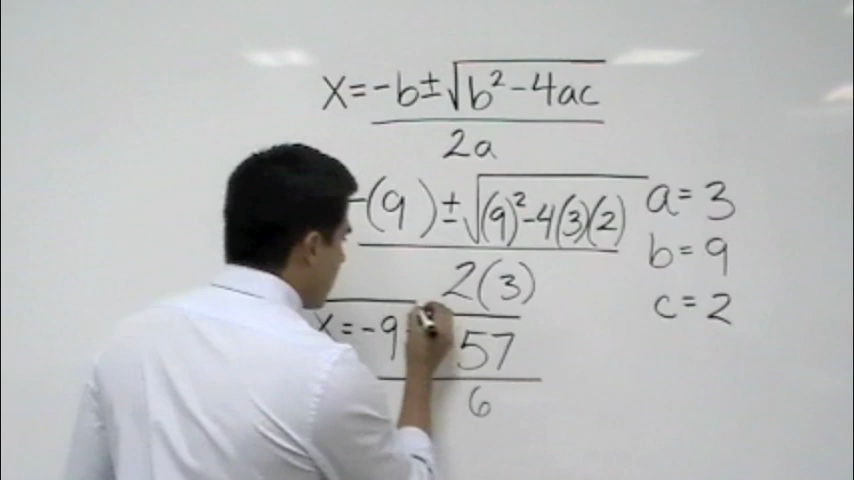 x=-b±√b²-4ac
2a
-(9)±√(9)²-4(3)(2)
2(3)
a=3
b=9
c=2
x=-9 57
6